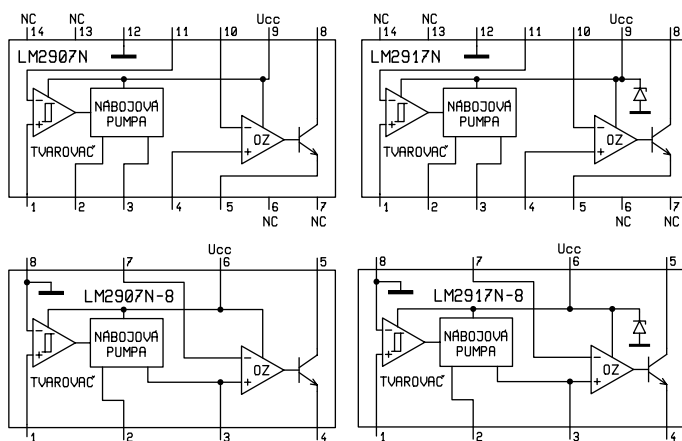 NC NC Ucc
14 13 12 11 10 9 8
LM2907N
NÁBOJOVÁ
PUMPA
TVAROVAČ
OZ
1 2 3 4 5 6 7
NC NC
NC NC Ucc
14 13 12 11 10 9 8
LM2917N
NÁBOJOVÁ
PUMPA
TVAROVAČ
OZ
1 2 3 4 5 6 7
NC NC
Ucc
8 7 6 5
LM2907N-8
NÁBOJOVÁ
PUMPA
TVAROVAČ
OZ
1 2 3 4
Ucc
8 7 6 5
LM2917N-8
NÁBOJOVÁ
PUMPA
TVAROVAČ
OZ
1 2 3 4